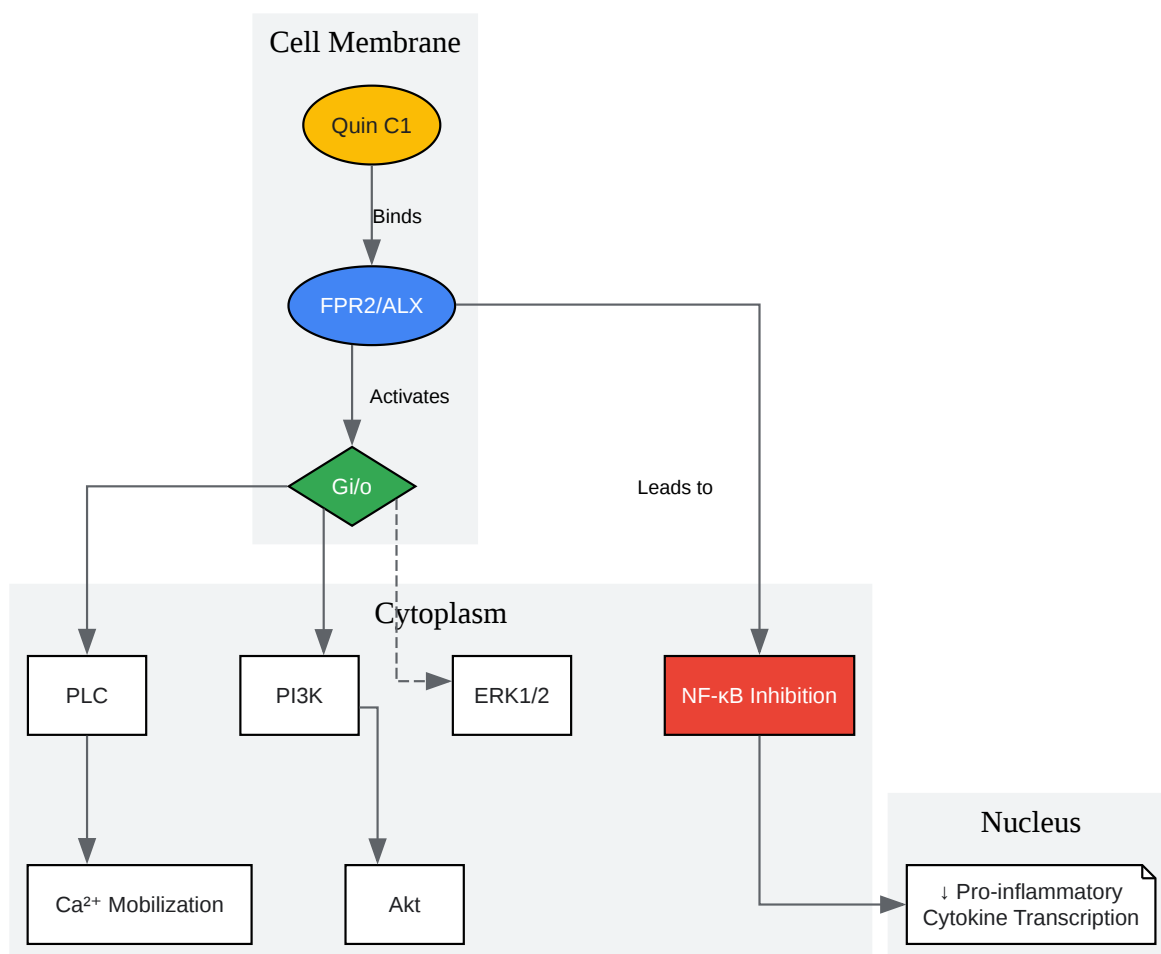 Cell Membrane
Quin C1
Binds
FPR2/ALX
Activates
Gi/o
Leads to
Cytoplasm
PLC
PI3K
ERK1/2
NF-κB Inhibition
Nucleus
Ca²⁺ Mobilization
Akt
↓ Pro-inflammatory
Cytokine Transcription